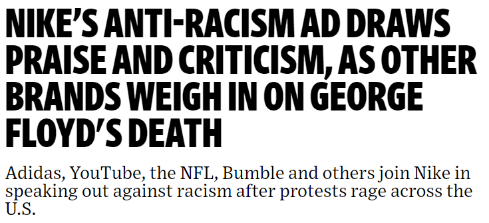 NIKE'S ANTI-RACISM AD DRAWS
PRAISE AND CRITICISM, AS OTHER
BRANDS WEIGH IN ON GEORGE
FLOYD'S DEATH
Adidas, YouTube, the NFL, Bumble and others join Nike in
speaking out against racism after protests rage across the
U.S.